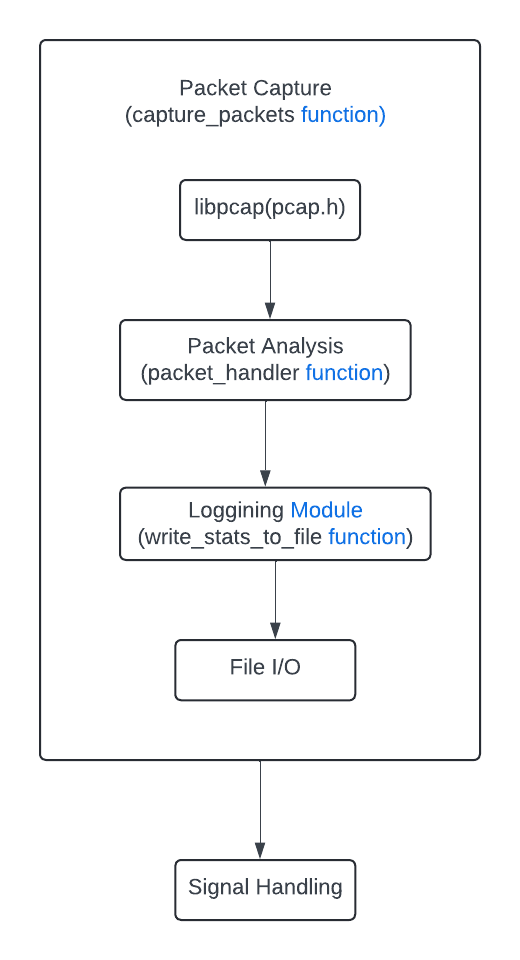 Packet Capture
(capture_packets function)
libpcap(pcap.h)
Packet Analysis
(packet_handler function)
Loggining Module
(write_stats_to_file function)
File I/O
Signal Handling